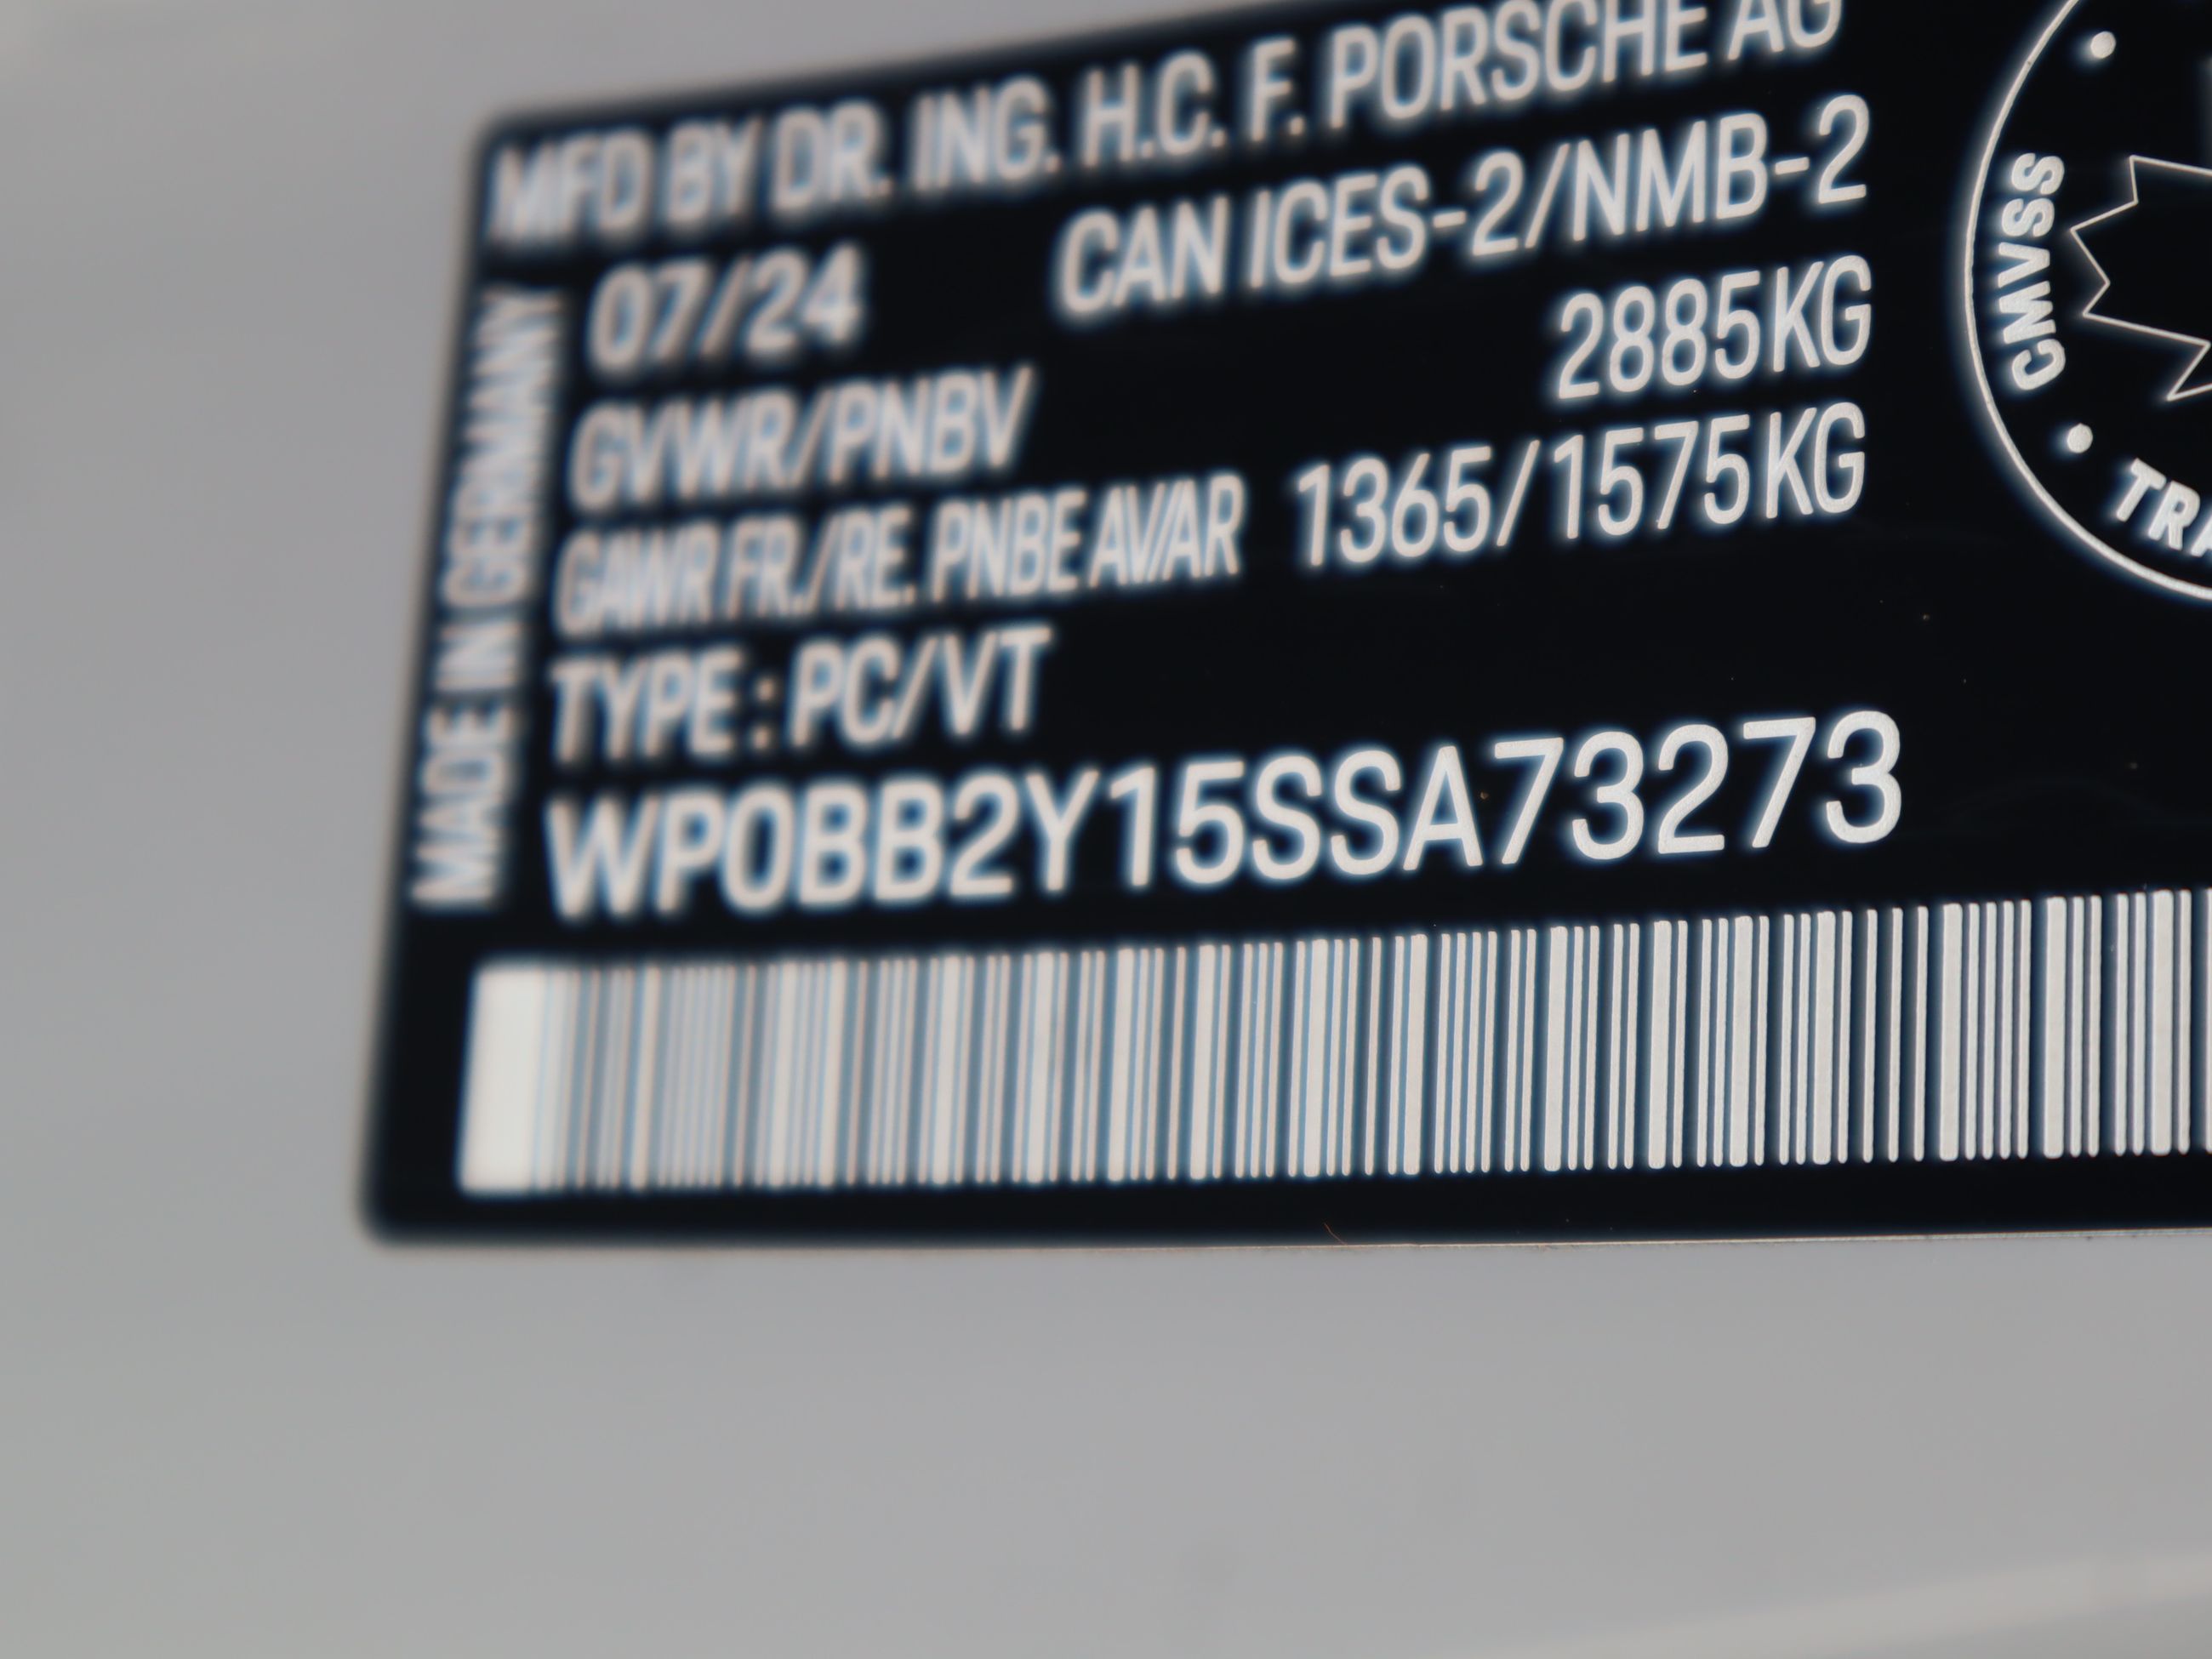 MFD BY DR. ING. H.C. F. PORSCHE AG
07/24 CAN ICES-2/NMB-2
GVWR/PNBV 2885KG
GAWR FR./RE. PNBE AV/AR 1365/1575KG
TYPE : PC/VT
WP0BB2Y15SSA73273
MADE IN GERMANY
CMVSS